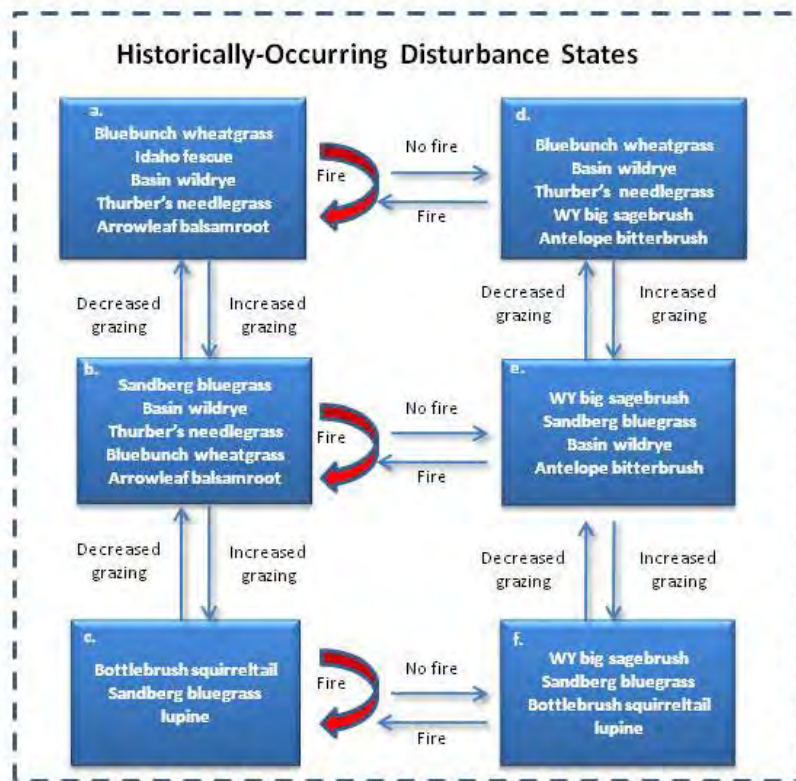 Historically-Occurring Disturbance States
a.
Bluebunch wheatgrass
Idaho fescue
Basin wildrye
Thurber's needlegrass
Arrowleaf balsamroot
Fire
No fire
Fire
d.
Bluebunch wheatgrass
Basin wildrye
Thurber's needlegrass
WY big sagebrush
Antelope bitterbrush
Decreased
grazing
Increased
grazing
Decreased
grazing
Increased
grazing
b.
Sandberg bluegrass
Basin wildrye
Thurber's needlegrass
Bluebunch wheatgrass
Arrowleaf balsamroot
Fire
No fire
Fire
e.
WY big sagebrush
Sandberg bluegrass
Basin wildrye
Antelope bitterbrush
Decreased
grazing
Increased
grazing
Decreased
grazing
Increased
grazing
c.
Bottlebrush squirreltail
Sandberg bluegrass
lupine
Fire
No fire
Fire
f.
WY big sagebrush
Sandberg bluegrass
Bottlebrush squirreltail
lupine